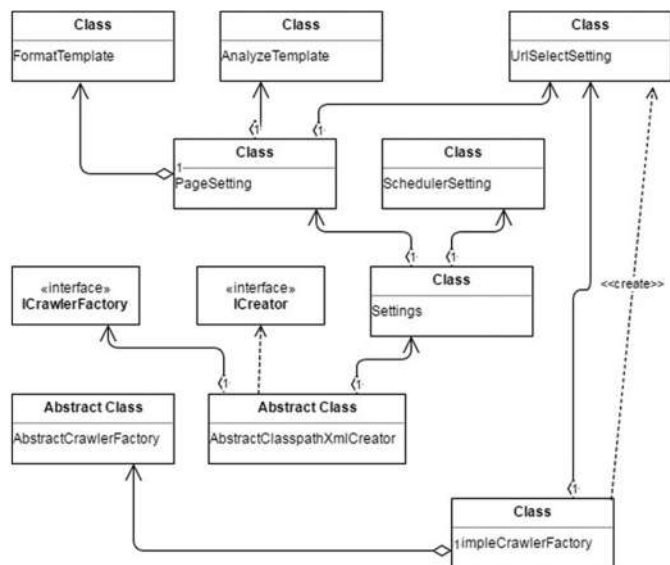 Class
FormatTemplate
Class
AnalyzeTemplate
Class
UrlSelectSetting
Class
1
PageSetting
1
1
Class
SchedulerSetting
Class
Settings
1
1
«interface»
ICrawlerFactory
«interface»
ICreator
<<create>>
Abstract Class
AbstractCrawlerFactory
Abstract Class
AbstractClasspathXmlCreator
1
1
Class
1impleCrawlerFactory
1